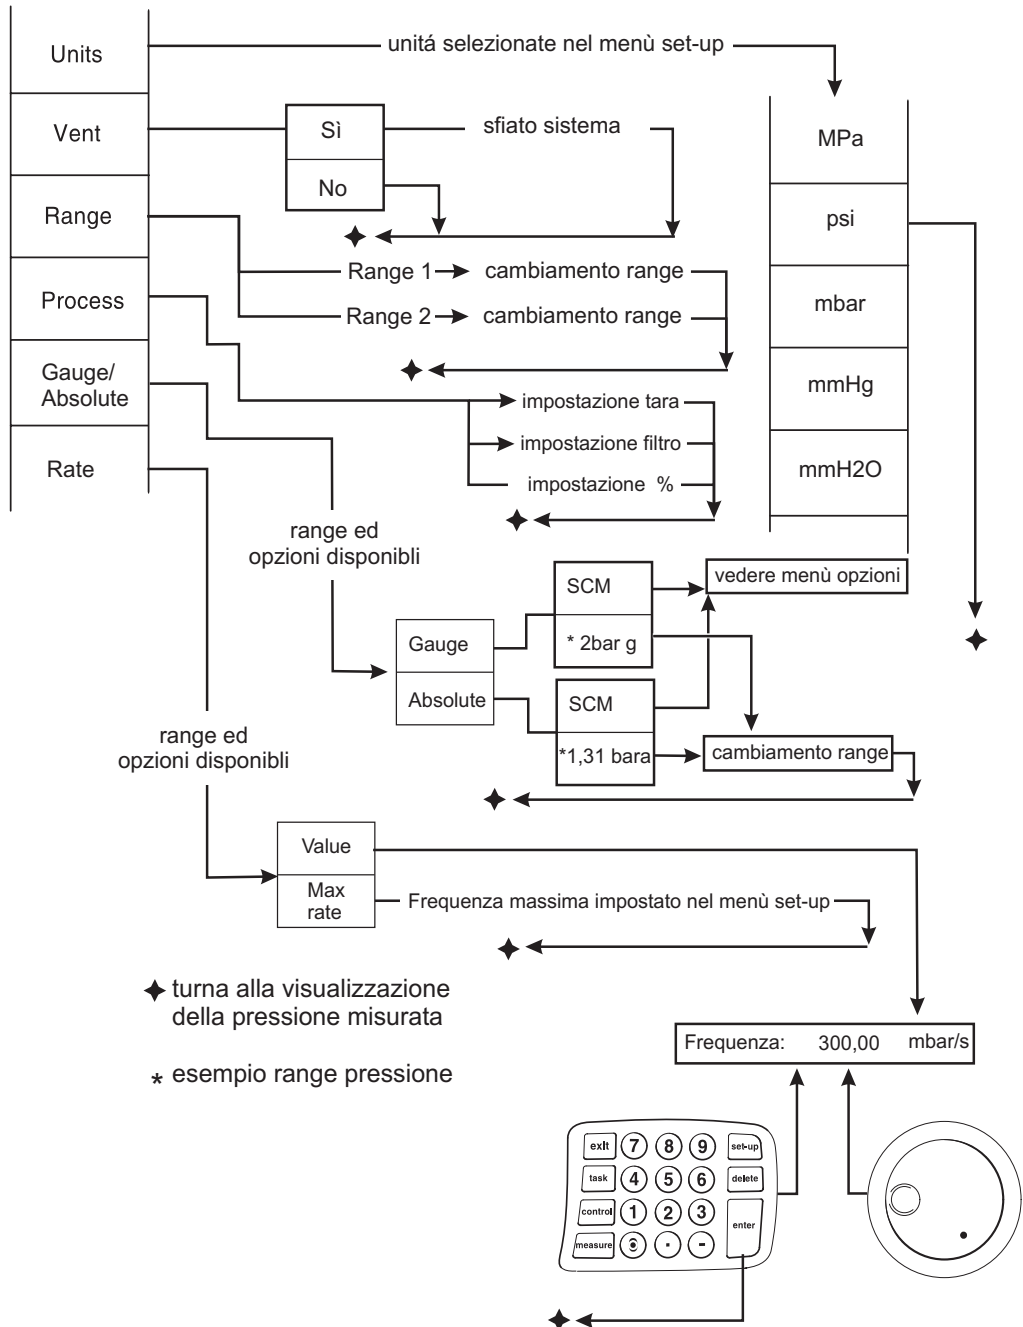 Units
unitá selezionate nel menù set-up
Vent
Sì
sfiato sistema
No
MPa
psi
mbar
mmHg
mmH2O
Range
Range 1
cambiamento range
Range 2
cambiamento range
Process
impostazione tara
impostazione filtro
impostazione %
Gauge/
Absolute
Rate
range ed
opzioni disponibli
Gauge
Absolute
SCM
* 2bar g
SCM
*1,31 bara
vedere menù opzioni
cambiamento range
range ed
opzioni disponibli
Value
Max
rate
Frequenza massima impostato nel menù set-up
turna alla visualizzazione
della pressione misurata
* esempio range pressione
Frequenza: 300,00 mbar/s
exit 7 8 9 set-up
task 4 5 6 delete
control 1 2 3 enter
measure 0 . -